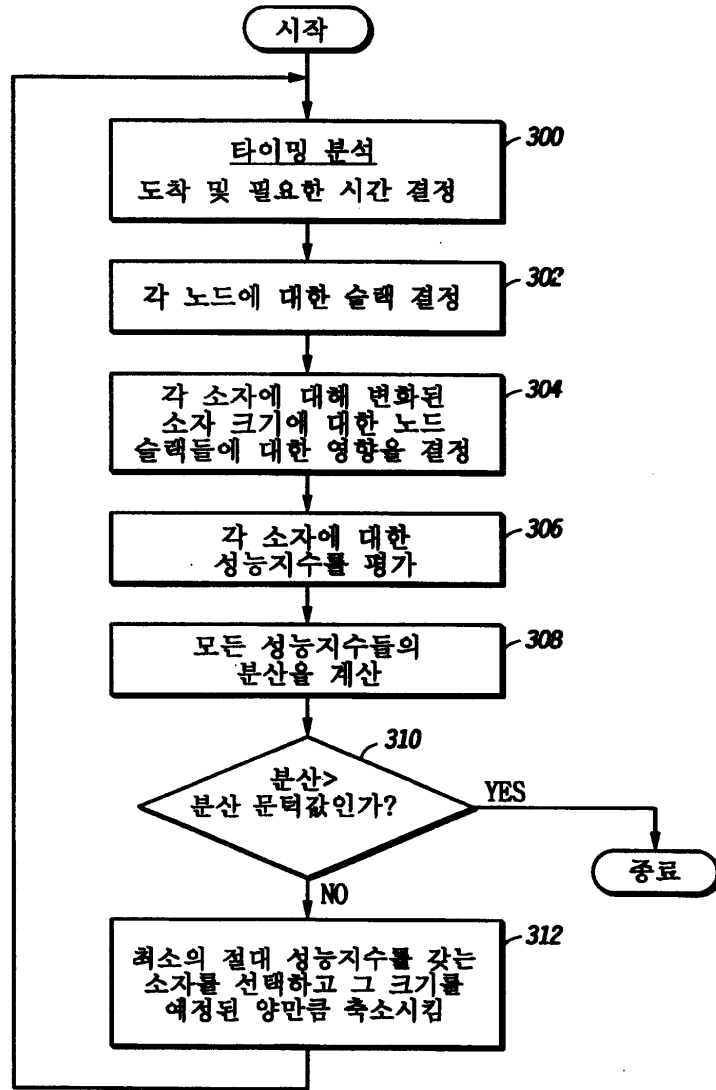 시작
타이밍 분석
도착 및 필요한 시간 결정
300
각 노드에 대한 슬랙 결정
302
각 소자에 대해 변화된
소자 크기에 대한 노드
슬랙들에 대한 영향을 결정
304
각 소자에 대한
성능지수를 평가
306
모든 성능지수들의
분산을 계산
308
310
분산>
분산 문턱값인가?
YES
종료
NO
최소의 절대 성능지수를 갖는
소자를 선택하고 그 크기를
예정된 양만큼 축소시킴
312